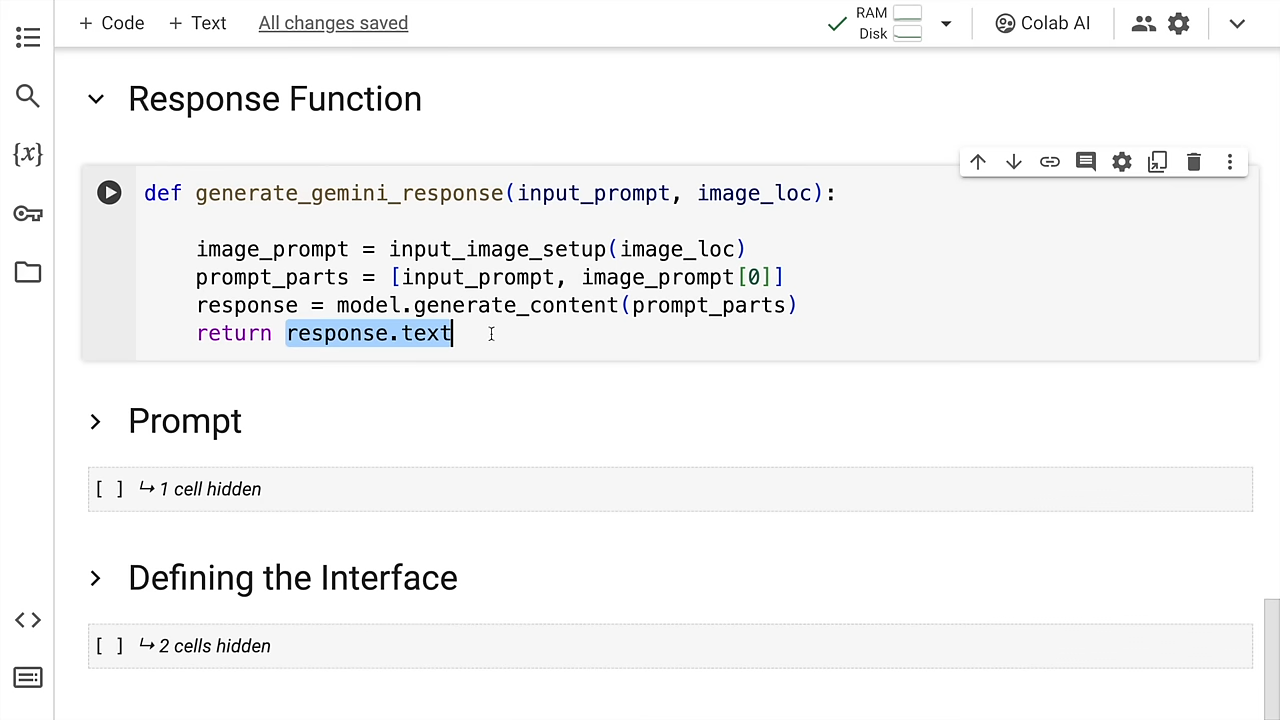 + Code + Text All changes saved RAM Disk Colab AI
Response Function
def generate_gemini_response(input_prompt, image_loc):
image_prompt = input_image_setup(image_loc)
prompt_parts = [input_prompt, image_prompt[0]]
response = model.generate_content(prompt_parts)
return response.text
Prompt
[ ] ↳ 1 cell hidden
Defining the Interface
[ ] ↳ 2 cells hidden